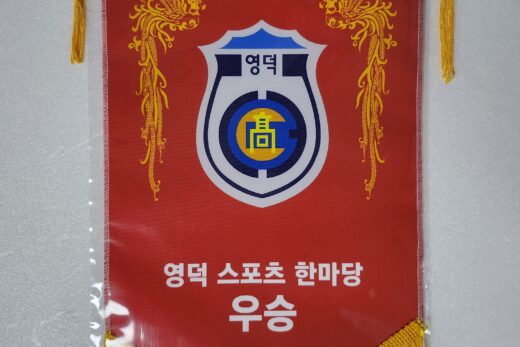 영덕
高
영덕 스포츠 한마당
우승